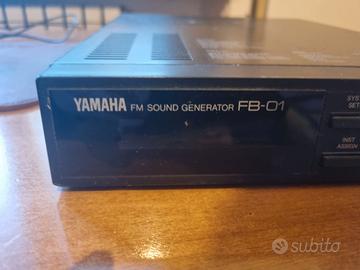 YAMAHA FM SOUND GENERATOR FB-01
SYS
SET
INST
ASSIGN
subito